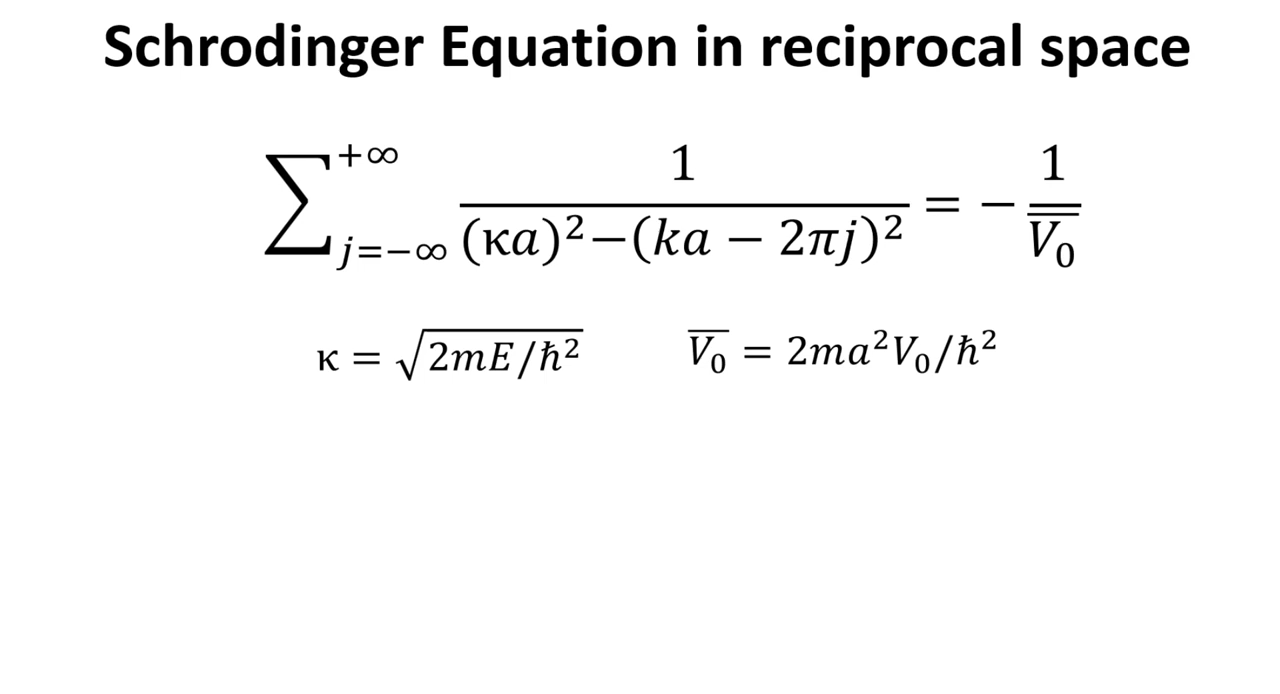 Schrodinger Equation in reciprocal space
∑_{j=−∞}^{+∞} 1/((κa)²−(ka − 2πj)²) = − 1/V̅₀
κ = √(2mE/ħ²)    V̅₀ = 2ma²V₀/ħ²